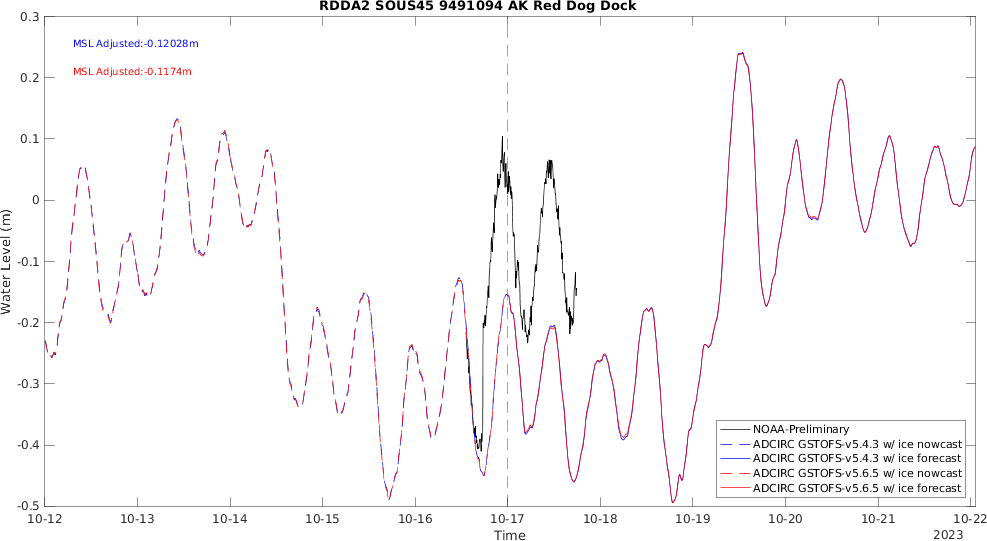 RDDA2 SOUS45 9491094 AK Red Dog Dock
MSL Adjusted:-0.12028m
MSL Adjusted:-0.1174m
Water Level (m)
0.3
0.2
0.1
0
-0.1
-0.2
-0.3
-0.4
-0.5
NOAA-Preliminary
ADCIRC GSTOFS-v5.4.3 w/ ice nowcast
ADCIRC GSTOFS-v5.4.3 w/ ice forecast
ADCIRC GSTOFS-v5.6.5 w/ ice nowcast
ADCIRC GSTOFS-v5.6.5 w/ ice forecast
10-12 10-13 10-14 10-15 10-16 10-17 10-18 10-19 10-20 10-21 10-22
Time
2023